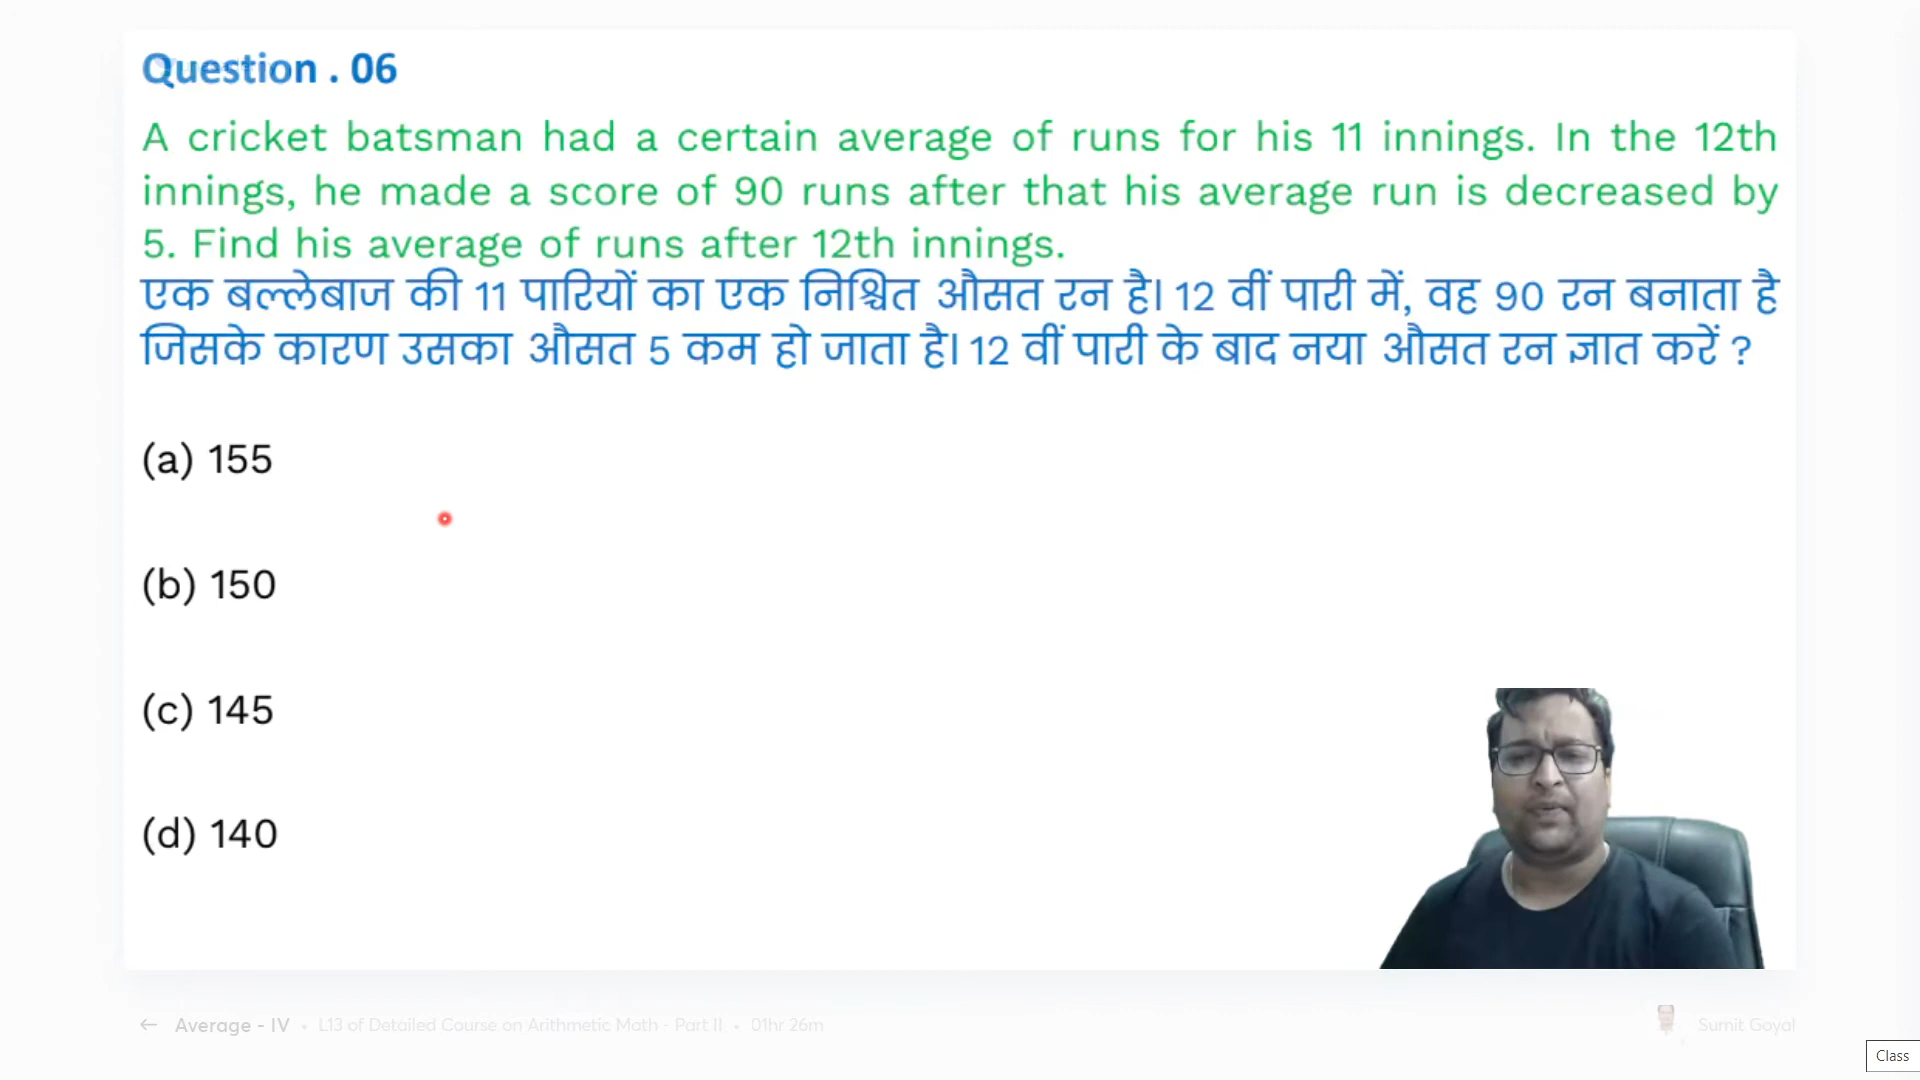 Question . 06
A cricket batsman had a certain average of runs for his 11 innings. In the 12th
innings, he made a score of 90 runs after that his average run is decreased by
5. Find his average of runs after 12th innings.
एक बल्लेबाज की 11 पारियों का एक निश्चित औसत रन है। 12 वीं पारी में, वह 90 रन बनाता है
जिसके कारण उसका औसत 5 कम हो जाता है। 12 वीं पारी के बाद नया औसत रन ज्ञात करें ?
(a) 155
(b) 150
(c) 145
(d) 140
← Average - IV • L13 of Detailed Course on Arithmetic Math - Part II • 01hr 26m
Sumit Goyal
Class